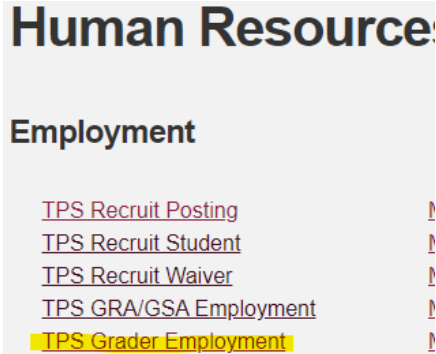 Human Resources
Employment
TPS Recruit Posting
TPS Recruit Student
TPS Recruit Waiver
TPS GRA/GSA Employment
TPS Grader Employment